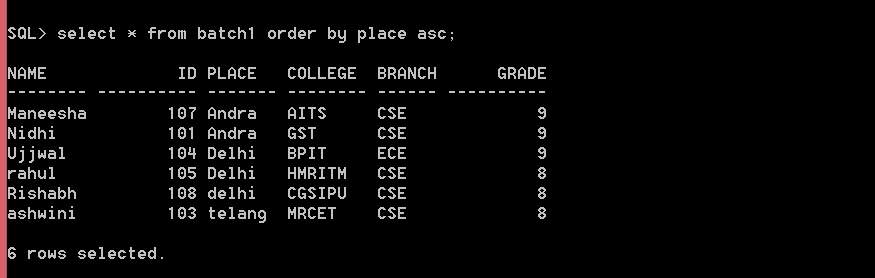 SQL> select * from batch1 order by place asc;
NAME ID PLACE COLLEGE BRANCH GRADE
-------- ---------- ------- -------- ------ ----------
Maneesha 107 Andra AITS CSE 9
Nidhi 101 Andra GST CSE 9
Ujjwal 104 Delhi BPIT ECE 9
rahul 105 Delhi HMRITM CSE 8
Rishabh 108 delhi CGSIPU CSE 8
ashwini 103 telang MRCET CSE 8
6 rows selected.